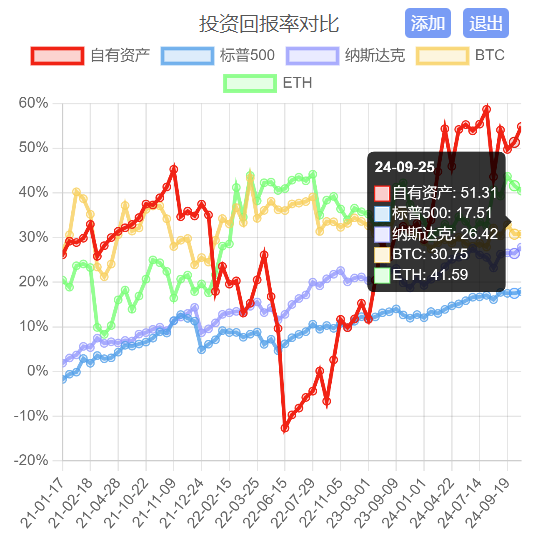 投资回报率对比
添加 退出
自有资产 标普500 纳斯达克 BTC
ETH
60%
50%
40%
30%
20%
10%
0%
-10%
-20%
24-09-25
自有资产: 51.31
标普500: 17.51
纳斯达克: 26.42
BTC: 30.75
ETH: 41.59
21-01-17 21-02-18 21-04-28 21-10-22 21-11-09 21-12-24 22-02-15 22-03-25 22-06-15 22-07-29 22-11-05 23-03-01 23-09-09 24-01-01 24-04-22 24-07-14 24-09-19